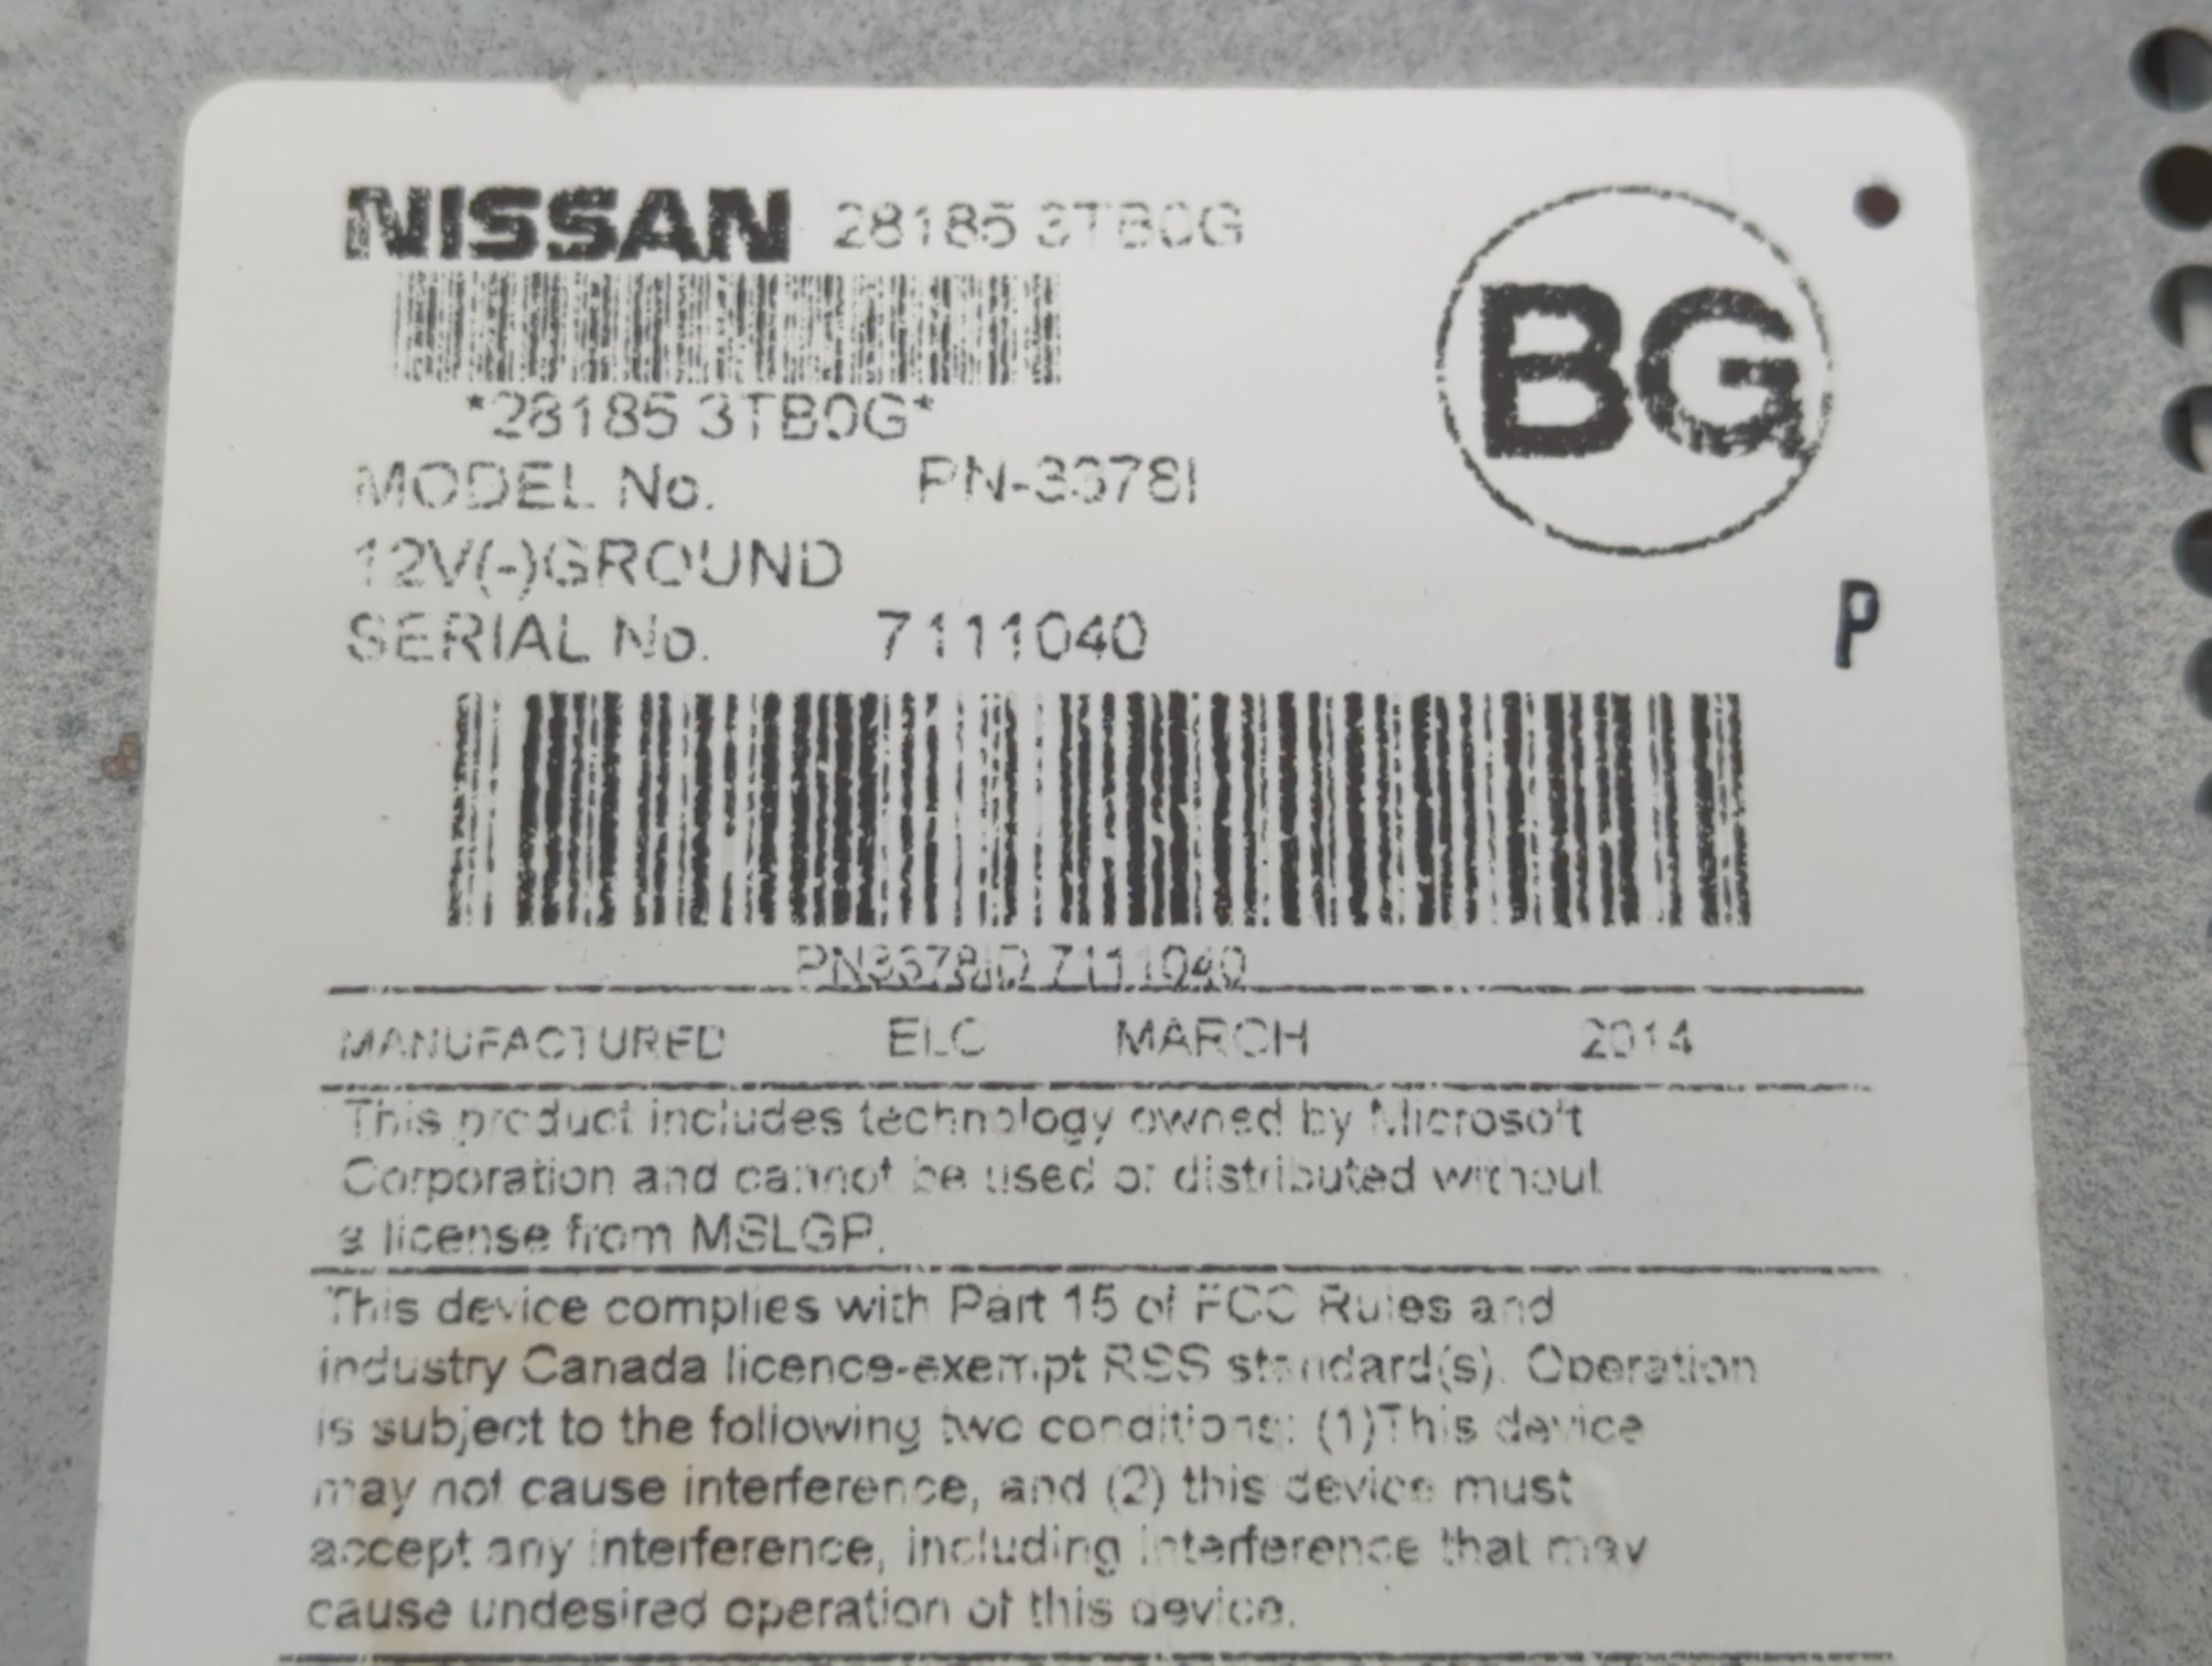 NISSAN 28185 3TB0G
BG
*28185 3TB0G*
MODEL No. PN-3378I
12V(-)GROUND
P
SERIAL No. 7111040
PN3378ID 7111040
MANUFACTURED ELC MARCH 2014
This product includes technology owned by Microsoft
Corporation and cannot be used or distributed without
a license from MSLGP.
This device complies with Part 15 of FCC Rules and
industry Canada licence-exempt RSS standard(s). Operation
is subject to the following two conditions: (1)This device
may not cause interference, and (2) this device must
accept any interference, including interference that may
cause undesired operation of this device.